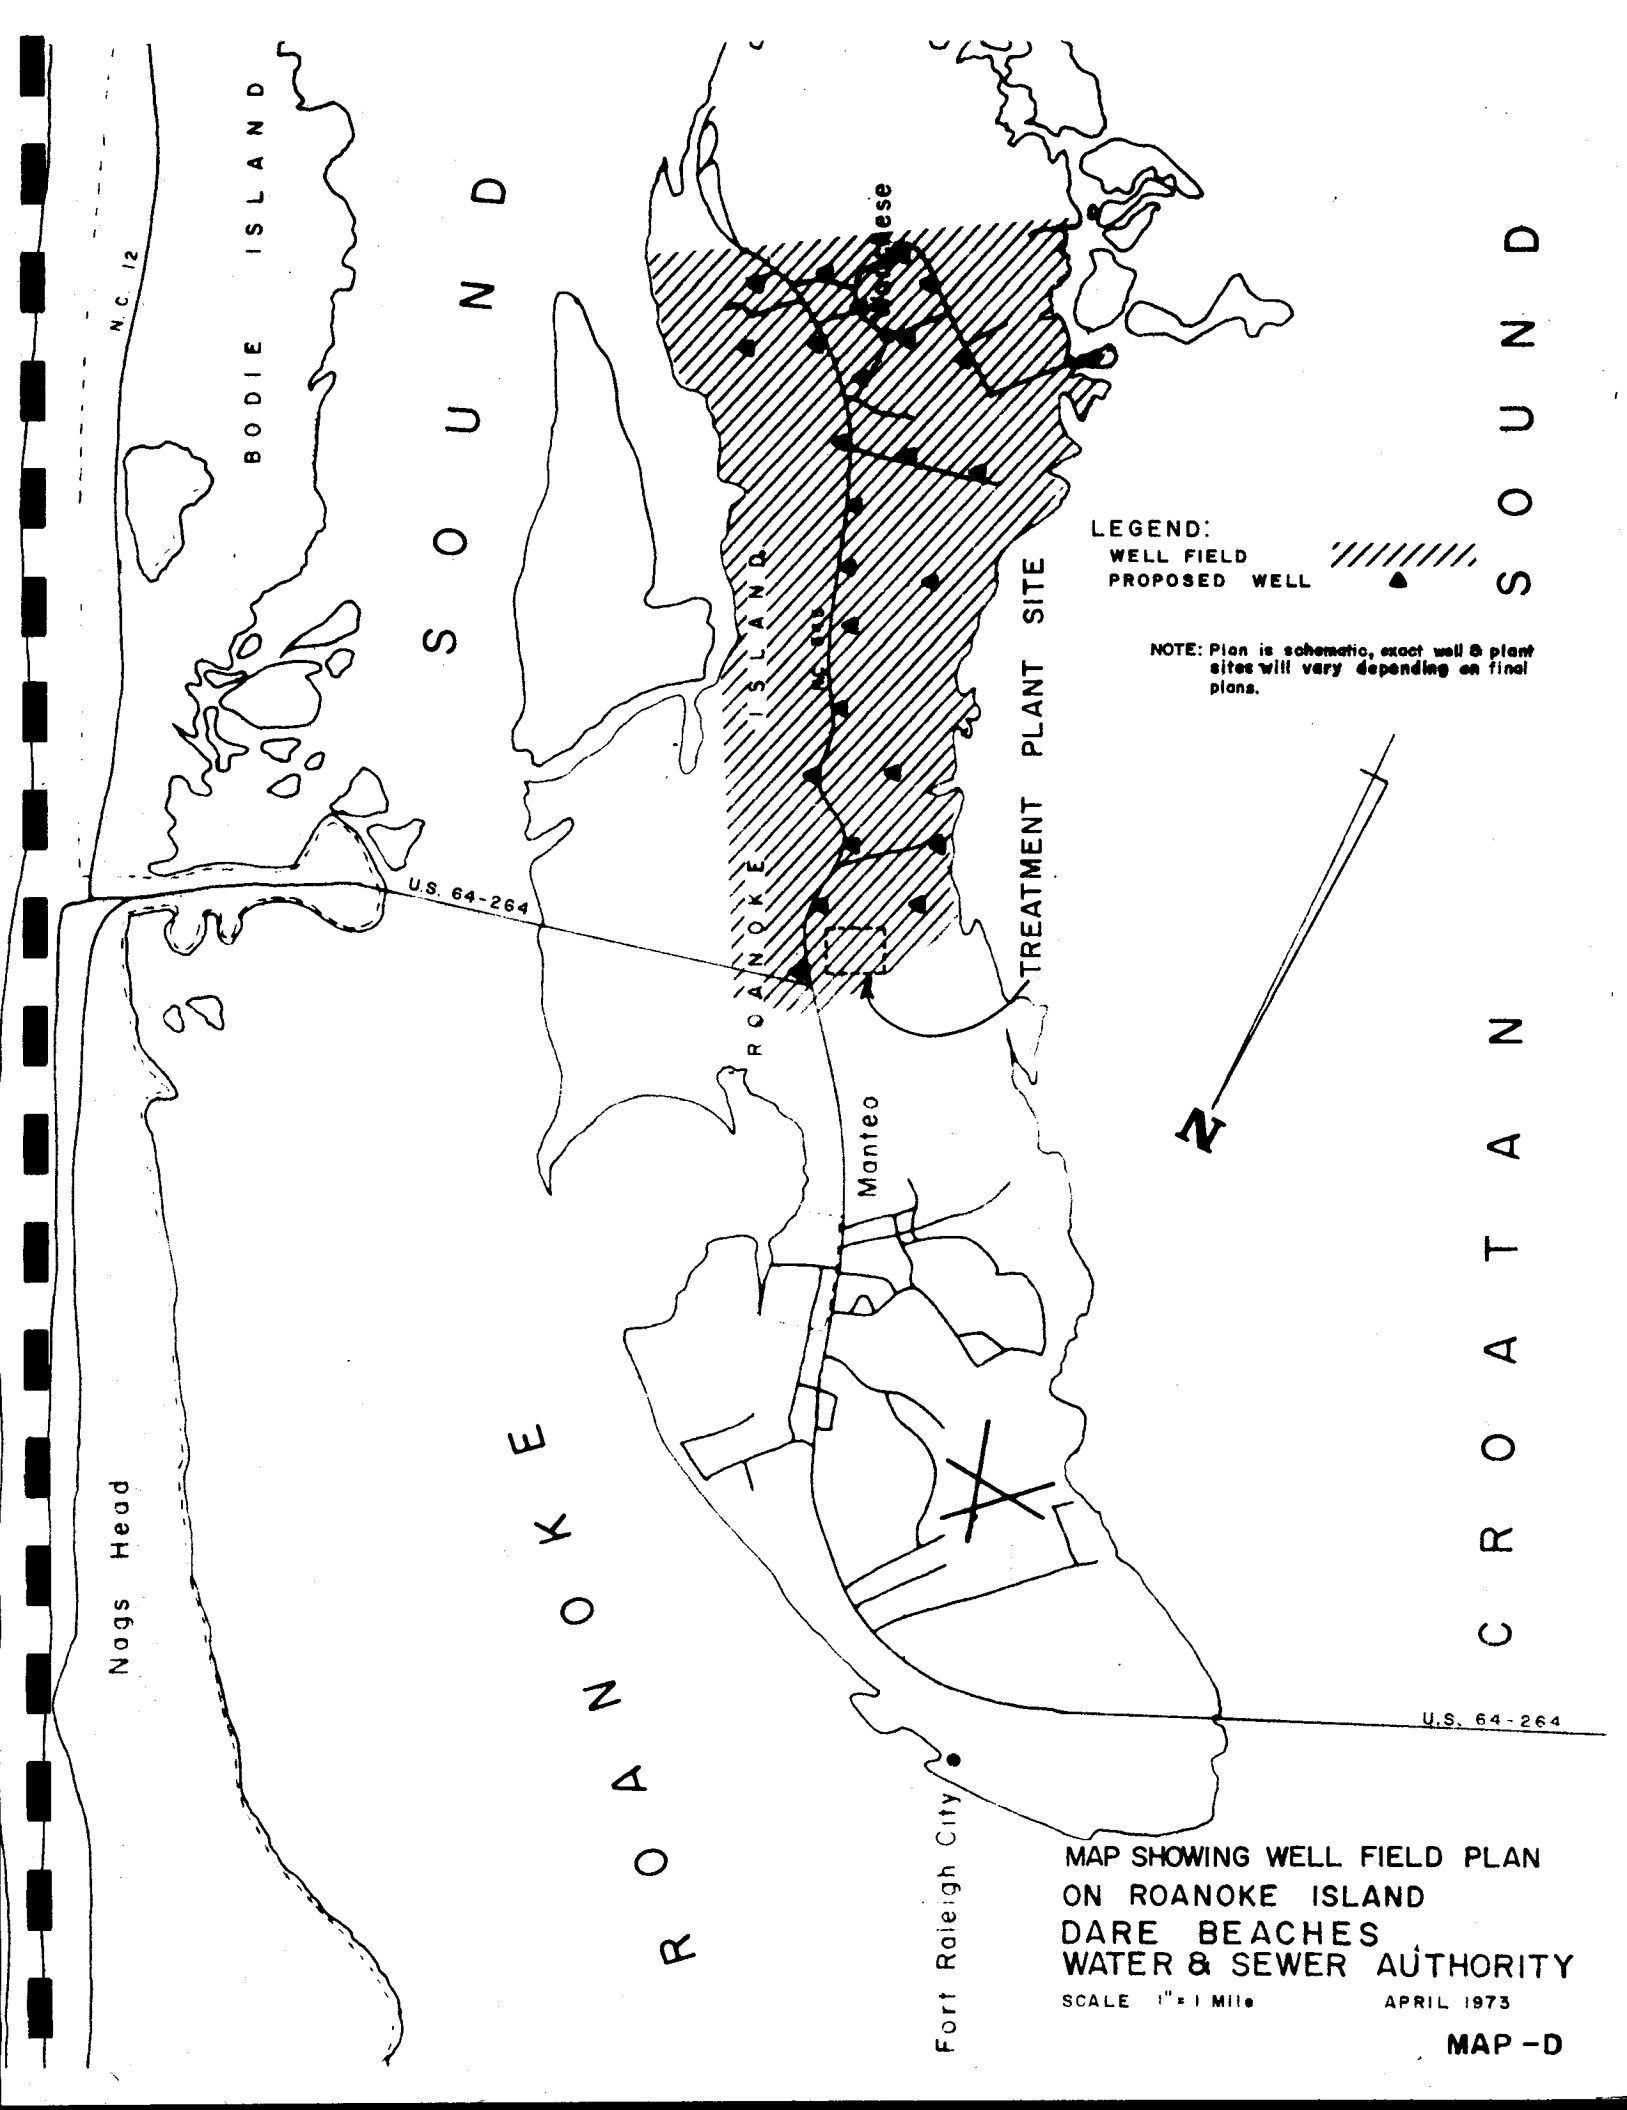 N.C. 12
BODIE ISLAND
SOUND
Wanchese
SOUND
LEGEND:
WELL FIELD
PROPOSED WELL
NOTE: Plan is schematic, exact well & plant
sites will vary depending on final
plans.
ROANOKE ISLAND
NC 345
TREATMENT PLANT SITE
U.S. 64-264
N
Manteo
CROATAN
Nags Head
ROANOKE
U.S. 64-264
Fort Raleigh City
MAP SHOWING WELL FIELD PLAN
ON ROANOKE ISLAND
DARE BEACHES
WATER & SEWER AUTHORITY
SCALE 1" = 1 Mile APRIL 1973
MAP-D